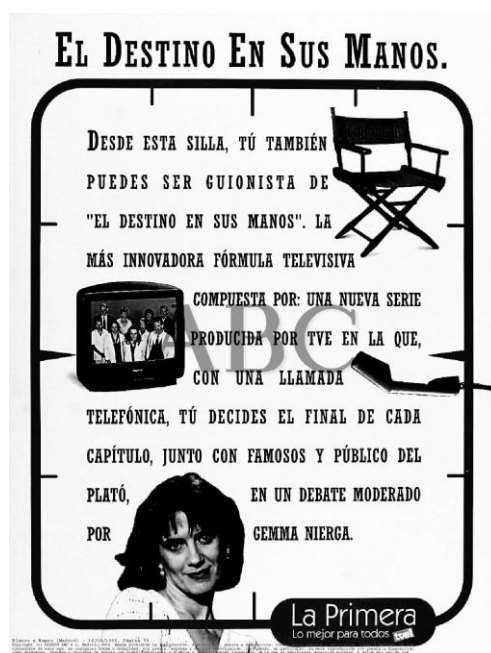 EL DESTINO EN SUS MANOS.
DESDE ESTA SILLA, TÚ TAMBIÉN
PUEDES SER GUIONISTA DE
"EL DESTINO EN SUS MANOS". LA
MÁS INNOVADORA FÓRMULA TELEVISIVA
COMPUESTA POR: UNA NUEVA SERIE
PRODUCIDA POR TVE EN LA QUE,
ABC
CON UNA LLAMADA
TELEFÓNICA, TÚ DECIDES EL FINAL DE CADA
CAPÍTULO, JUNTO CON FAMOSOS Y PÚBLICO DEL
PLATÓ, EN UN DEBATE MODERADO
POR GEMMA NIERGA.
La Primera
Lo mejor para todos tve